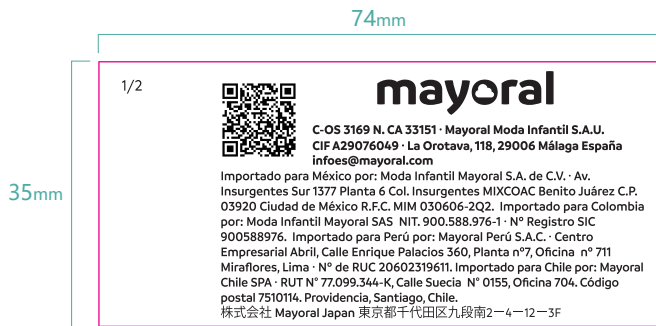 74mm
35mm
1/2
mayoral
C-OS 3169 N. CA 33151 · Mayoral Moda Infantil S.A.U.
CIF A29076049 · La Orotava, 118, 29006 Málaga España
infoes@mayoral.com
Importado para México por: Moda Infantil Mayoral S.A. de C.V. · Av.
Insurgentes Sur 1377 Planta 6 Col. Insurgentes MIXCOAC Benito Juárez C.P.
03920 Ciudad de México R.F.C. MIM 030606-2Q2. Importado para Colombia
por: Moda Infantil Mayoral SAS NIT. 900.588.976-1 · Nº Registro SIC
900588976. Importado para Perú por: Mayoral Perú S.A.C. · Centro
Empresarial Abril, Calle Enrique Palacios 360, Planta nº7, Oficina nº 711
Miraflores, Lima · Nº de RUC 20602319611. Importado para Chile por: Mayoral
Chile SPA · RUT N° 77.099.344-K, Calle Suecia N° 0155, Oficina 704. Código
postal 7510114. Providencia, Santiago, Chile.
株式会社 Mayoral Japan 東京都千代田区九段南2ー4ー12ー3F